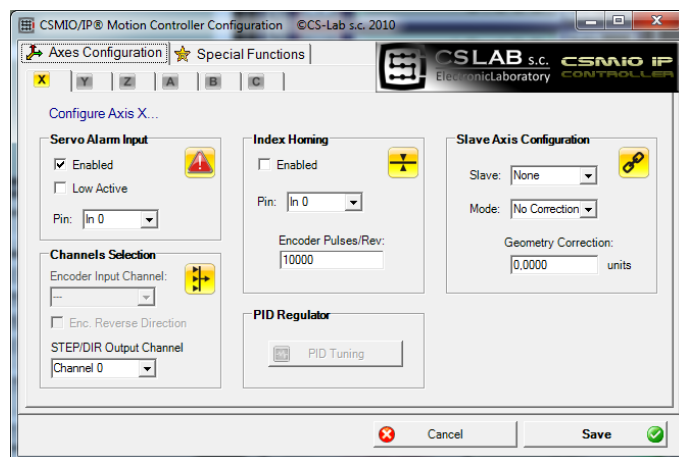 CSMIO/IP® Motion Controller Configuration ©CS-Lab s.c. 2010
Axes Configuration Special Functions
CSLAB s.c.
ElectronicLaboratory
CSMIO IP
CONTROLLER
X Y Z A B C
Configure Axis X...
Servo Alarm Input
Enabled
Low Active
Pin: In 0
Channels Selection
Encoder Input Channel:
---
Enc. Reverse Direction
STEP/DIR Output Channel
Channel 0
Index Homing
Enabled
Pin: In 0
Encoder Pulses/Rev:
10000
PID Regulator
PID Tuning
Slave Axis Configuration
Slave: None
Mode: No Correction
Geometry Correction:
0,0000 units
Cancel Save